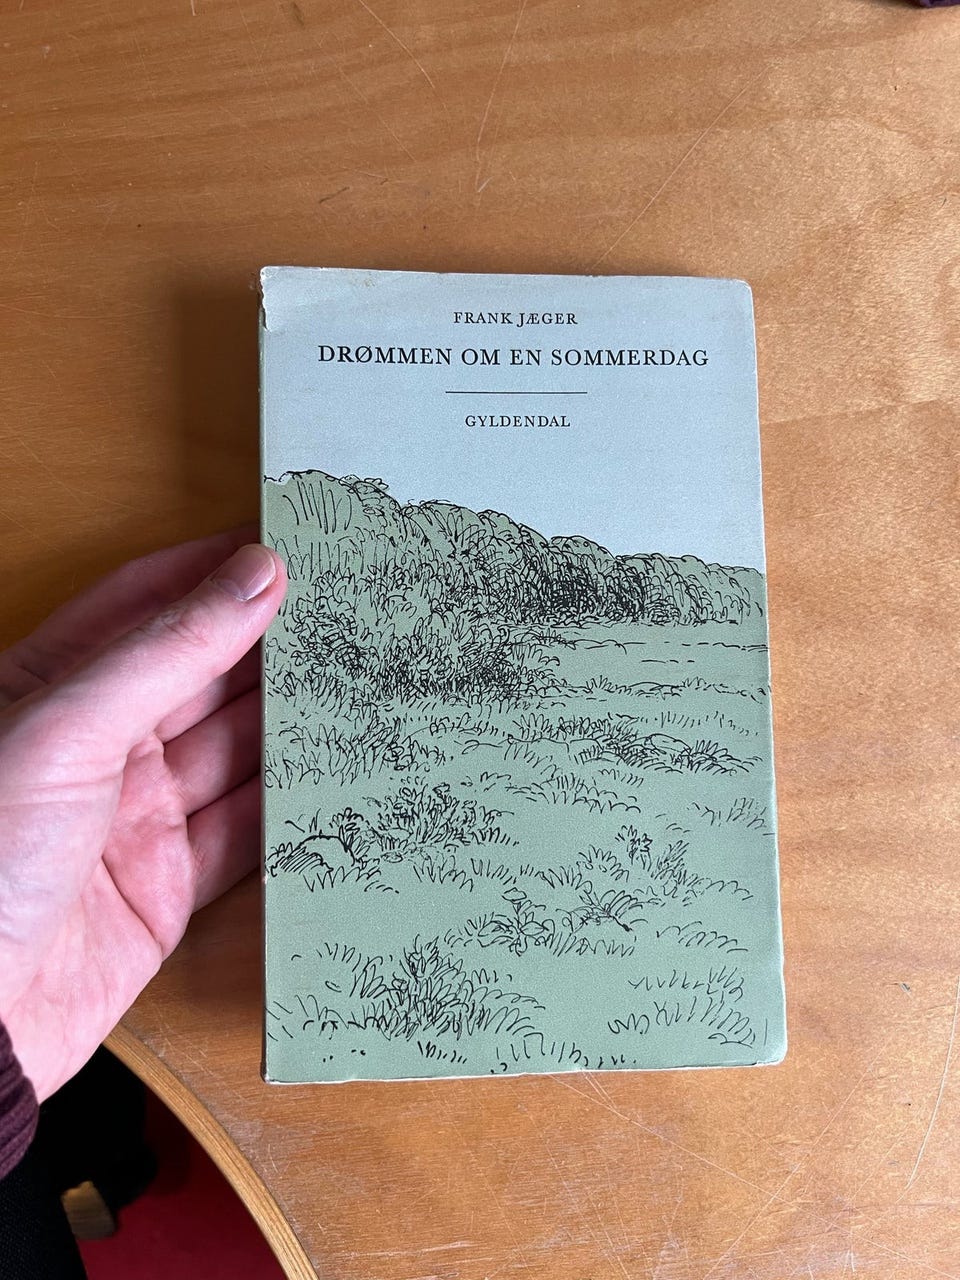 FRANK JÆGER
DRØMMEN OM EN SOMMERDAG
GYLDENDAL